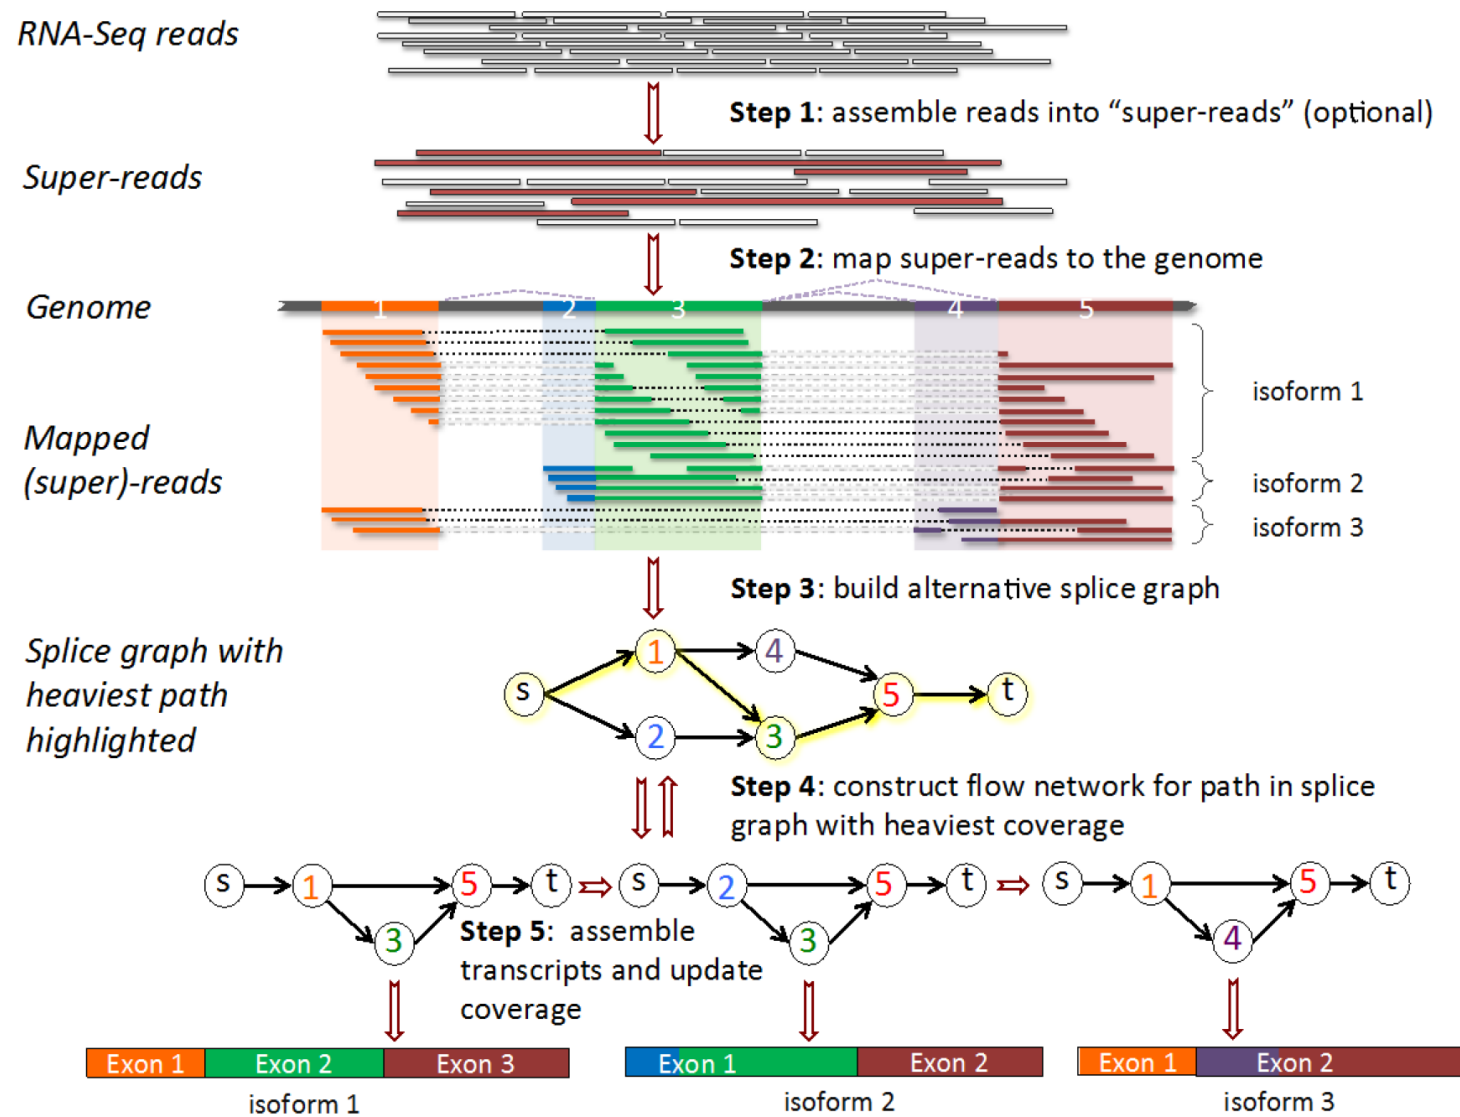 RNA-Seq reads
Step 1: assemble reads into “super-reads” (optional)
Super-reads
Step 2: map super-reads to the genome
Genome
1 2 3 4 5
isoform 1
Mapped
(super)-reads
isoform 2
isoform 3
Step 3: build alternative splice graph
Splice graph with
heaviest path
highlighted
1 4
s 5 t
2 3
Step 4: construct flow network for path in splice
graph with heaviest coverage
s 1 5 t s 2 5 t s 1 5 t
3 3 4
Step 5: assemble
transcripts and update
coverage
Exon 1 Exon 2 Exon 3 Exon 1 Exon 2 Exon 1 Exon 2
isoform 1 isoform 2 isoform 3